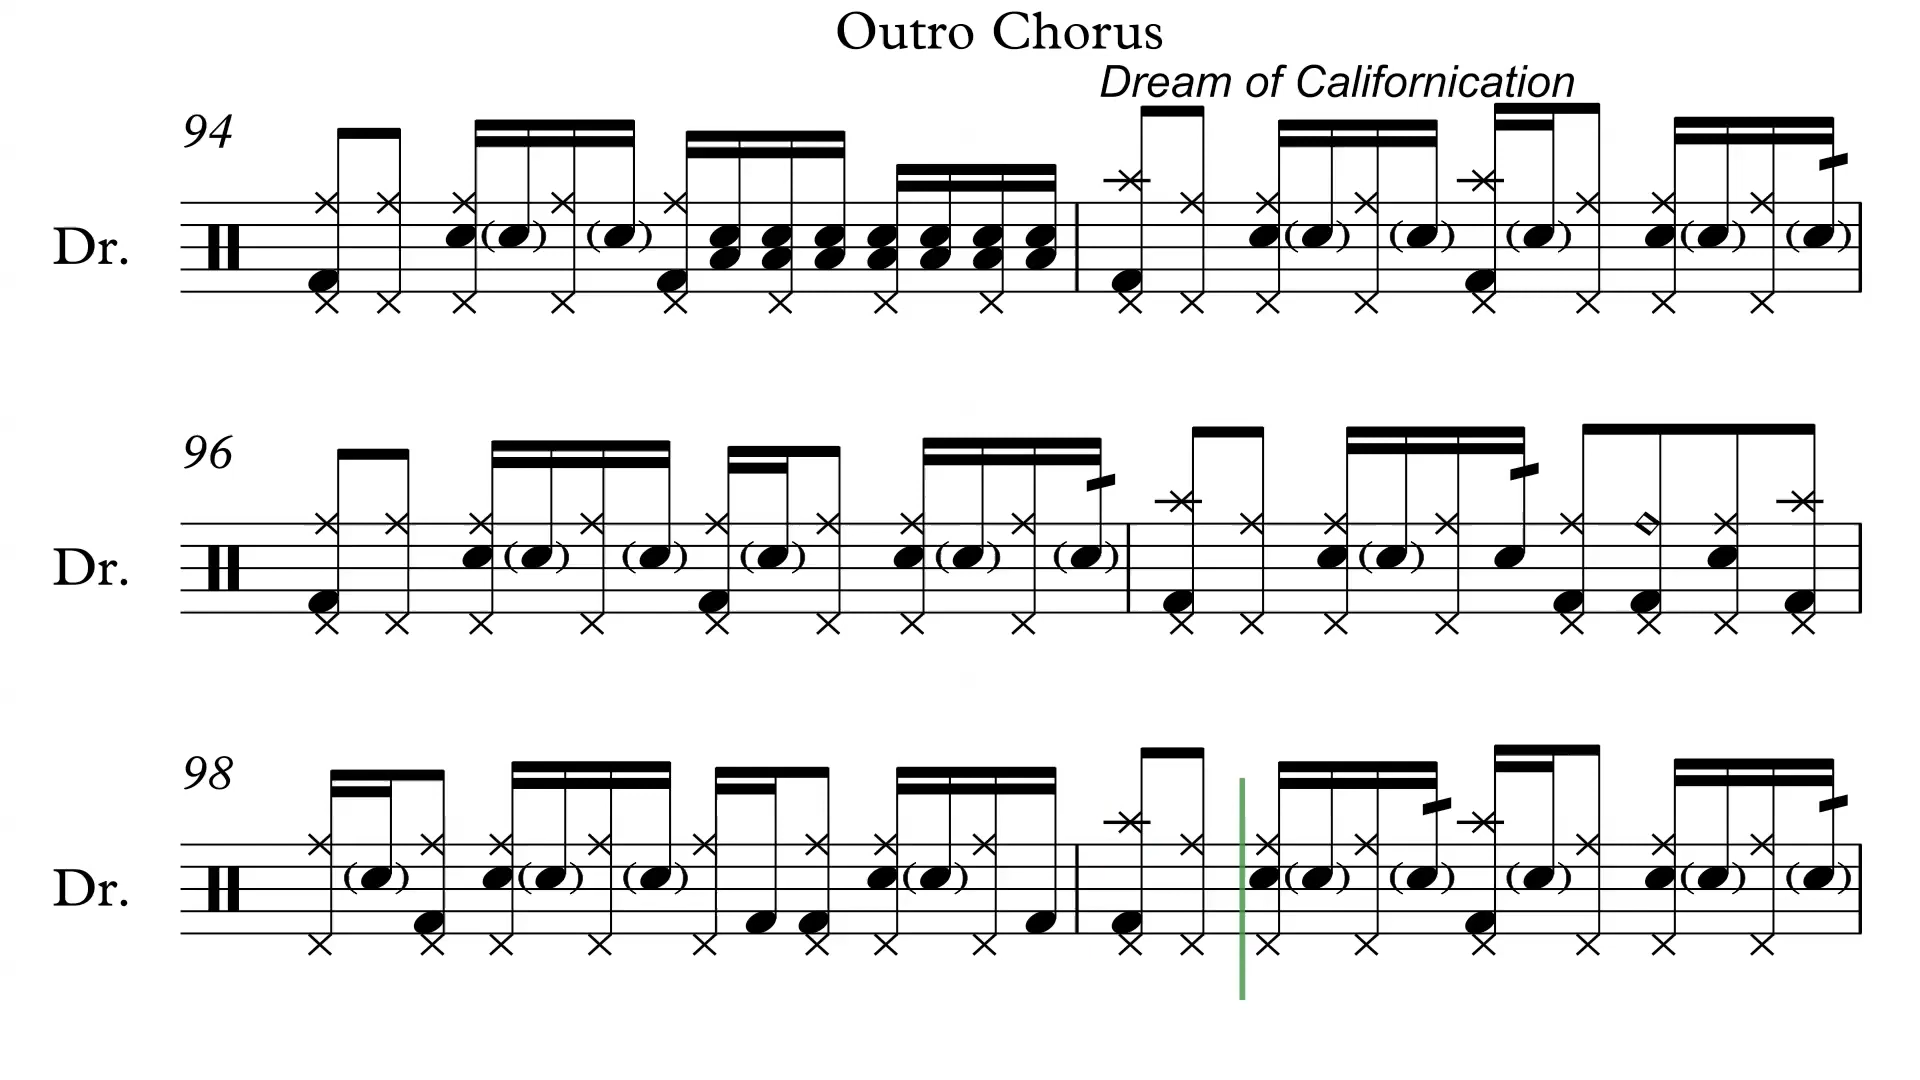 Outro Chorus
Dream of Californication
94
Dr.
96
Dr.
98
Dr.